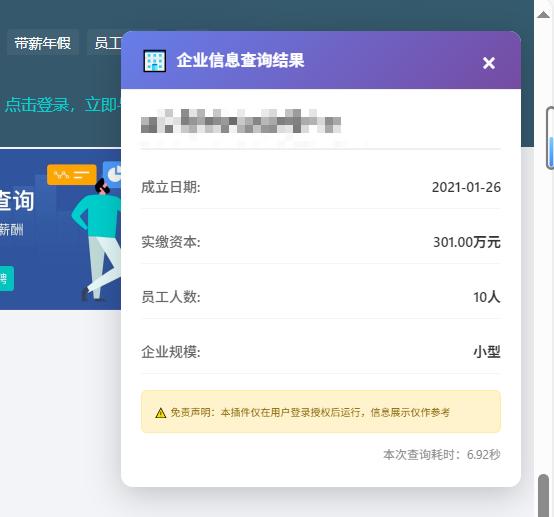 带薪年假
员工
企业信息查询结果
×
点击登录，立即
成立日期:
2021-01-26
查询
薪酬
实缴资本:
301.00万元
聘
员工人数:
10人
企业规模:
小型
⚠ 免责声明：本插件仅在用户登录授权后运行，信息展示仅作参考
本次查询耗时：6.92秒